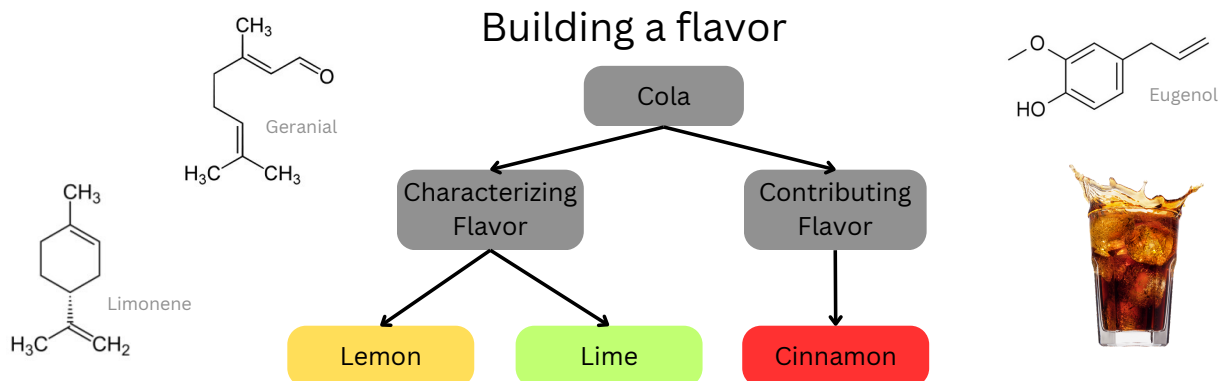 Building a flavor
CH₃
O
Geranial
H₃C
CH₃
Cola
O
HO
Eugenol
CH₃
Limonene
H₃C
CH₂
Characterizing
Flavor
Contributing
Flavor
Lemon
Lime
Cinnamon